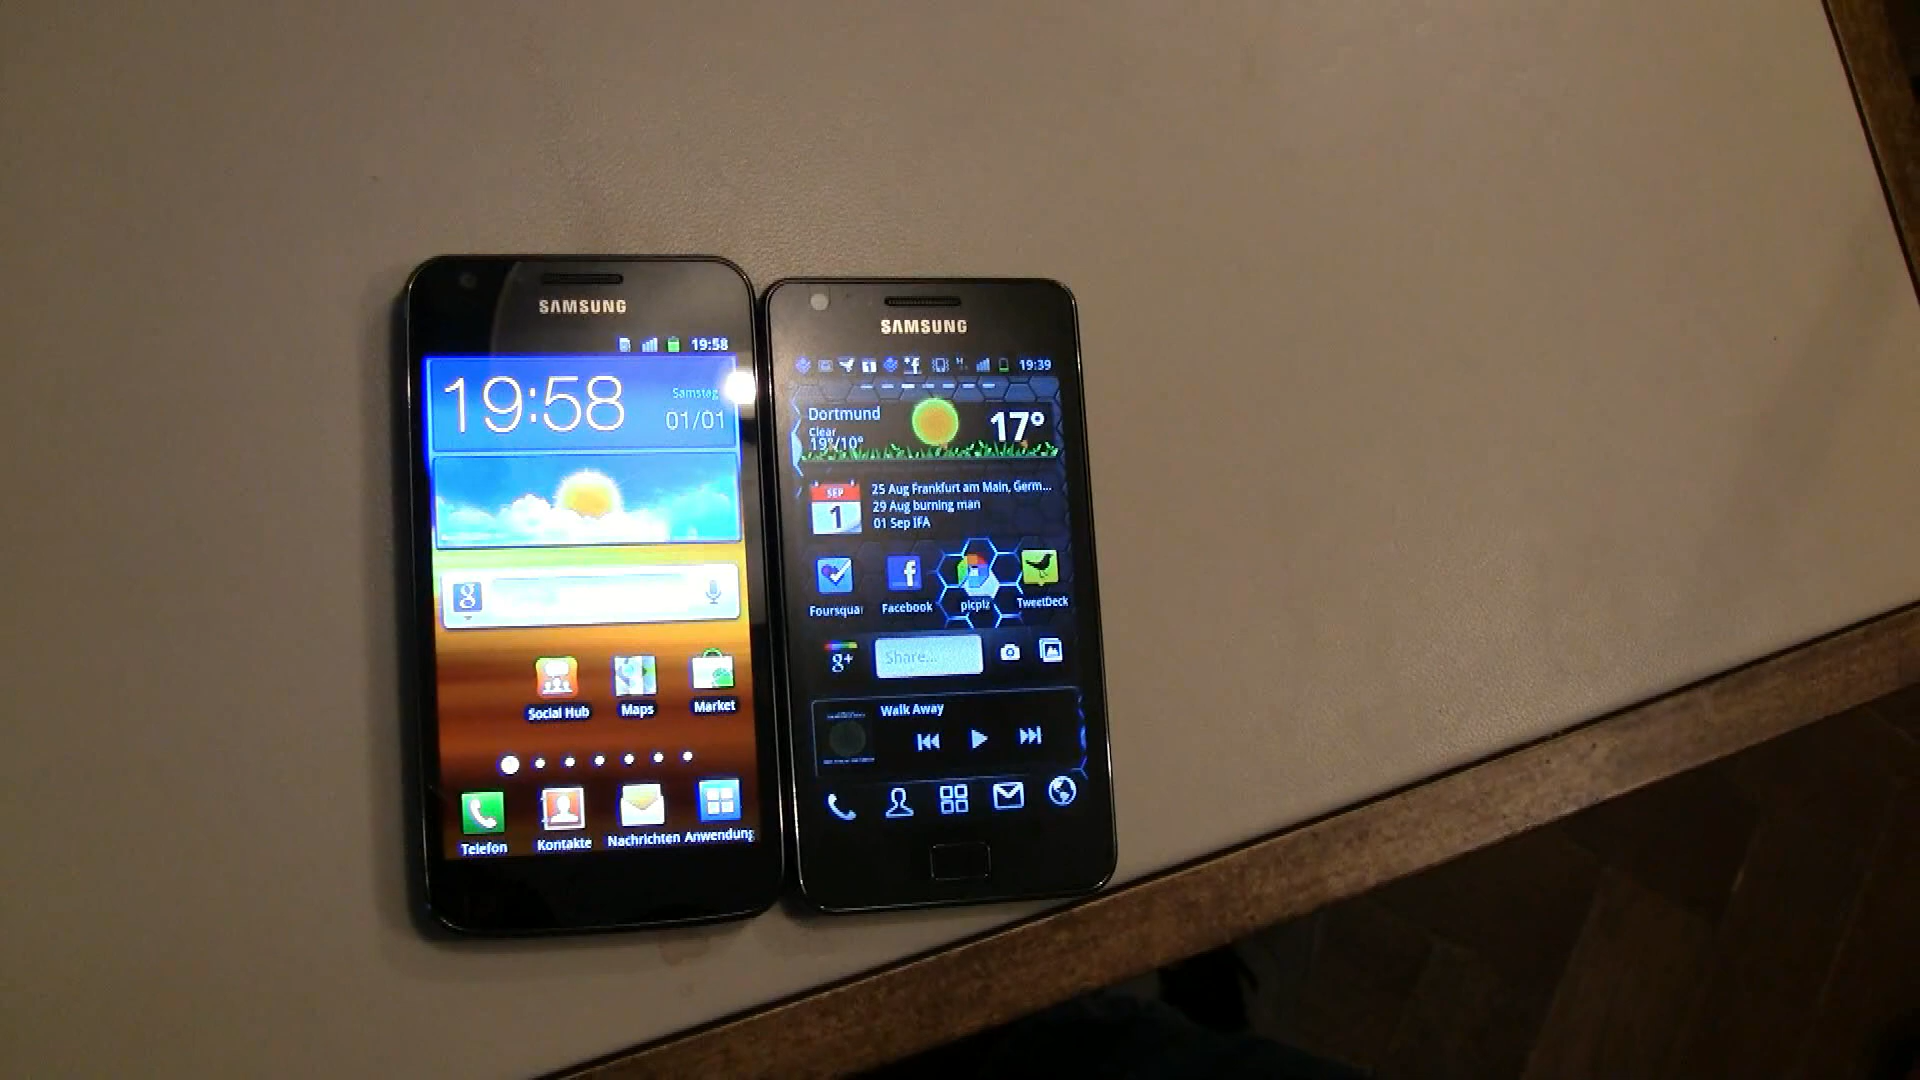 SAMSUNG
19:58
19:58
Samstag
01/01
g
Social Hub
Maps
Market
Telefon
Kontakte
Nachrichten
Anwendung
SAMSUNG
19:39
Dortmund
Clear
19°/10°
17°
SEP
1
25 Aug Frankfurt am Main, Germ...
29 Aug burning man
01 Sep IFA
Foursqua
Facebook
picplz
TweetDeck
g+
Share...
Walk Away